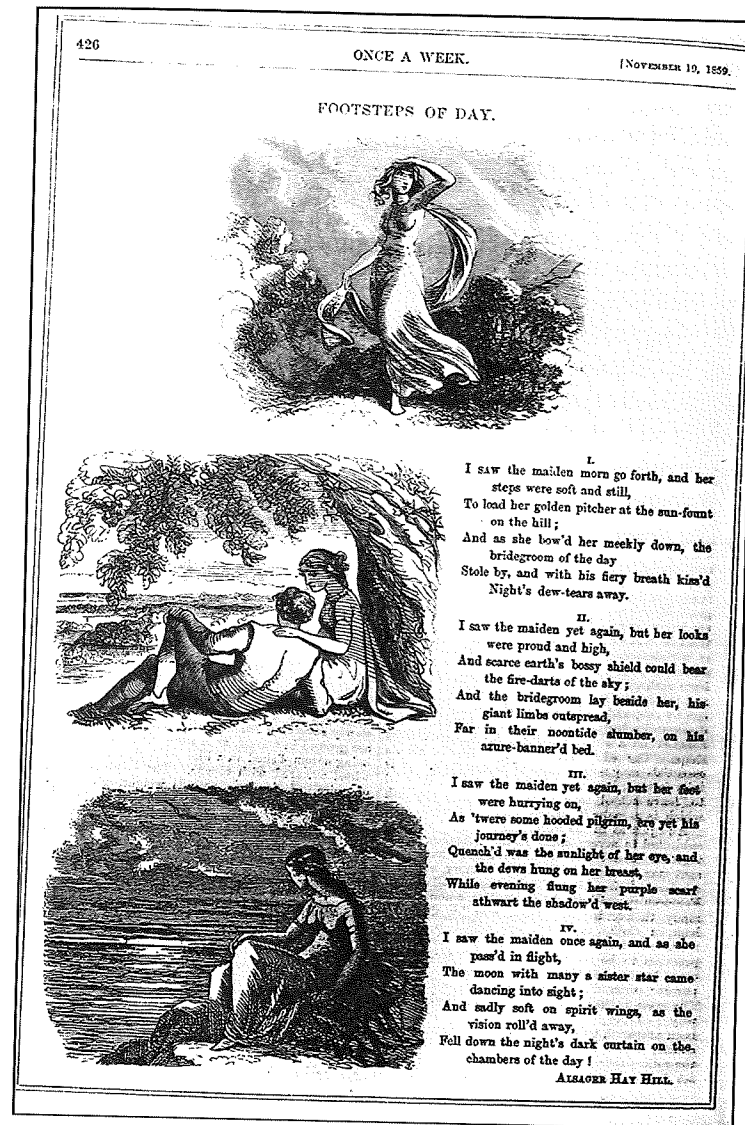 426
ONCE A WEEK.
[NOVEMBER 19, 1859.
FOOTSTEPS OF DAY.
I.
I SAW the maiden morn go forth, and her
steps were soft and still,
To load her golden pitcher at the sun-fount
on the hill;
And as she bow'd her meekly down, the
bridegroom of the day
Stole by, and with his fiery breath kiss'd
Night's dew-tears away.
II.
I saw the maiden yet again, but her looks
were proud and high,
And scarce earth's bossy shield could bear
the fire-darts of the sky;
And the bridegroom lay beside her, his
giant limbs outspread,
Far in their noontide slumber, on his
azure-banner'd bed.
III.
I saw the maiden yet again, but her feet
were hurrying on,
As 'twere some hooded pilgrim, ere yet his
journey's done;
Quench'd was the sunlight of her eye, and
the dews hung on her breast,
While evening flung her purple scarf
athwart the shadow'd west.
IV.
I saw the maiden once again, and as she
pass'd in flight,
The moon with many a sister star came
dancing into sight;
And sadly soft on spirit wings, as the
vision roll'd away,
Fell down the night's dark curtain on the
chambers of the day!
ALSAGER HAY HILL.